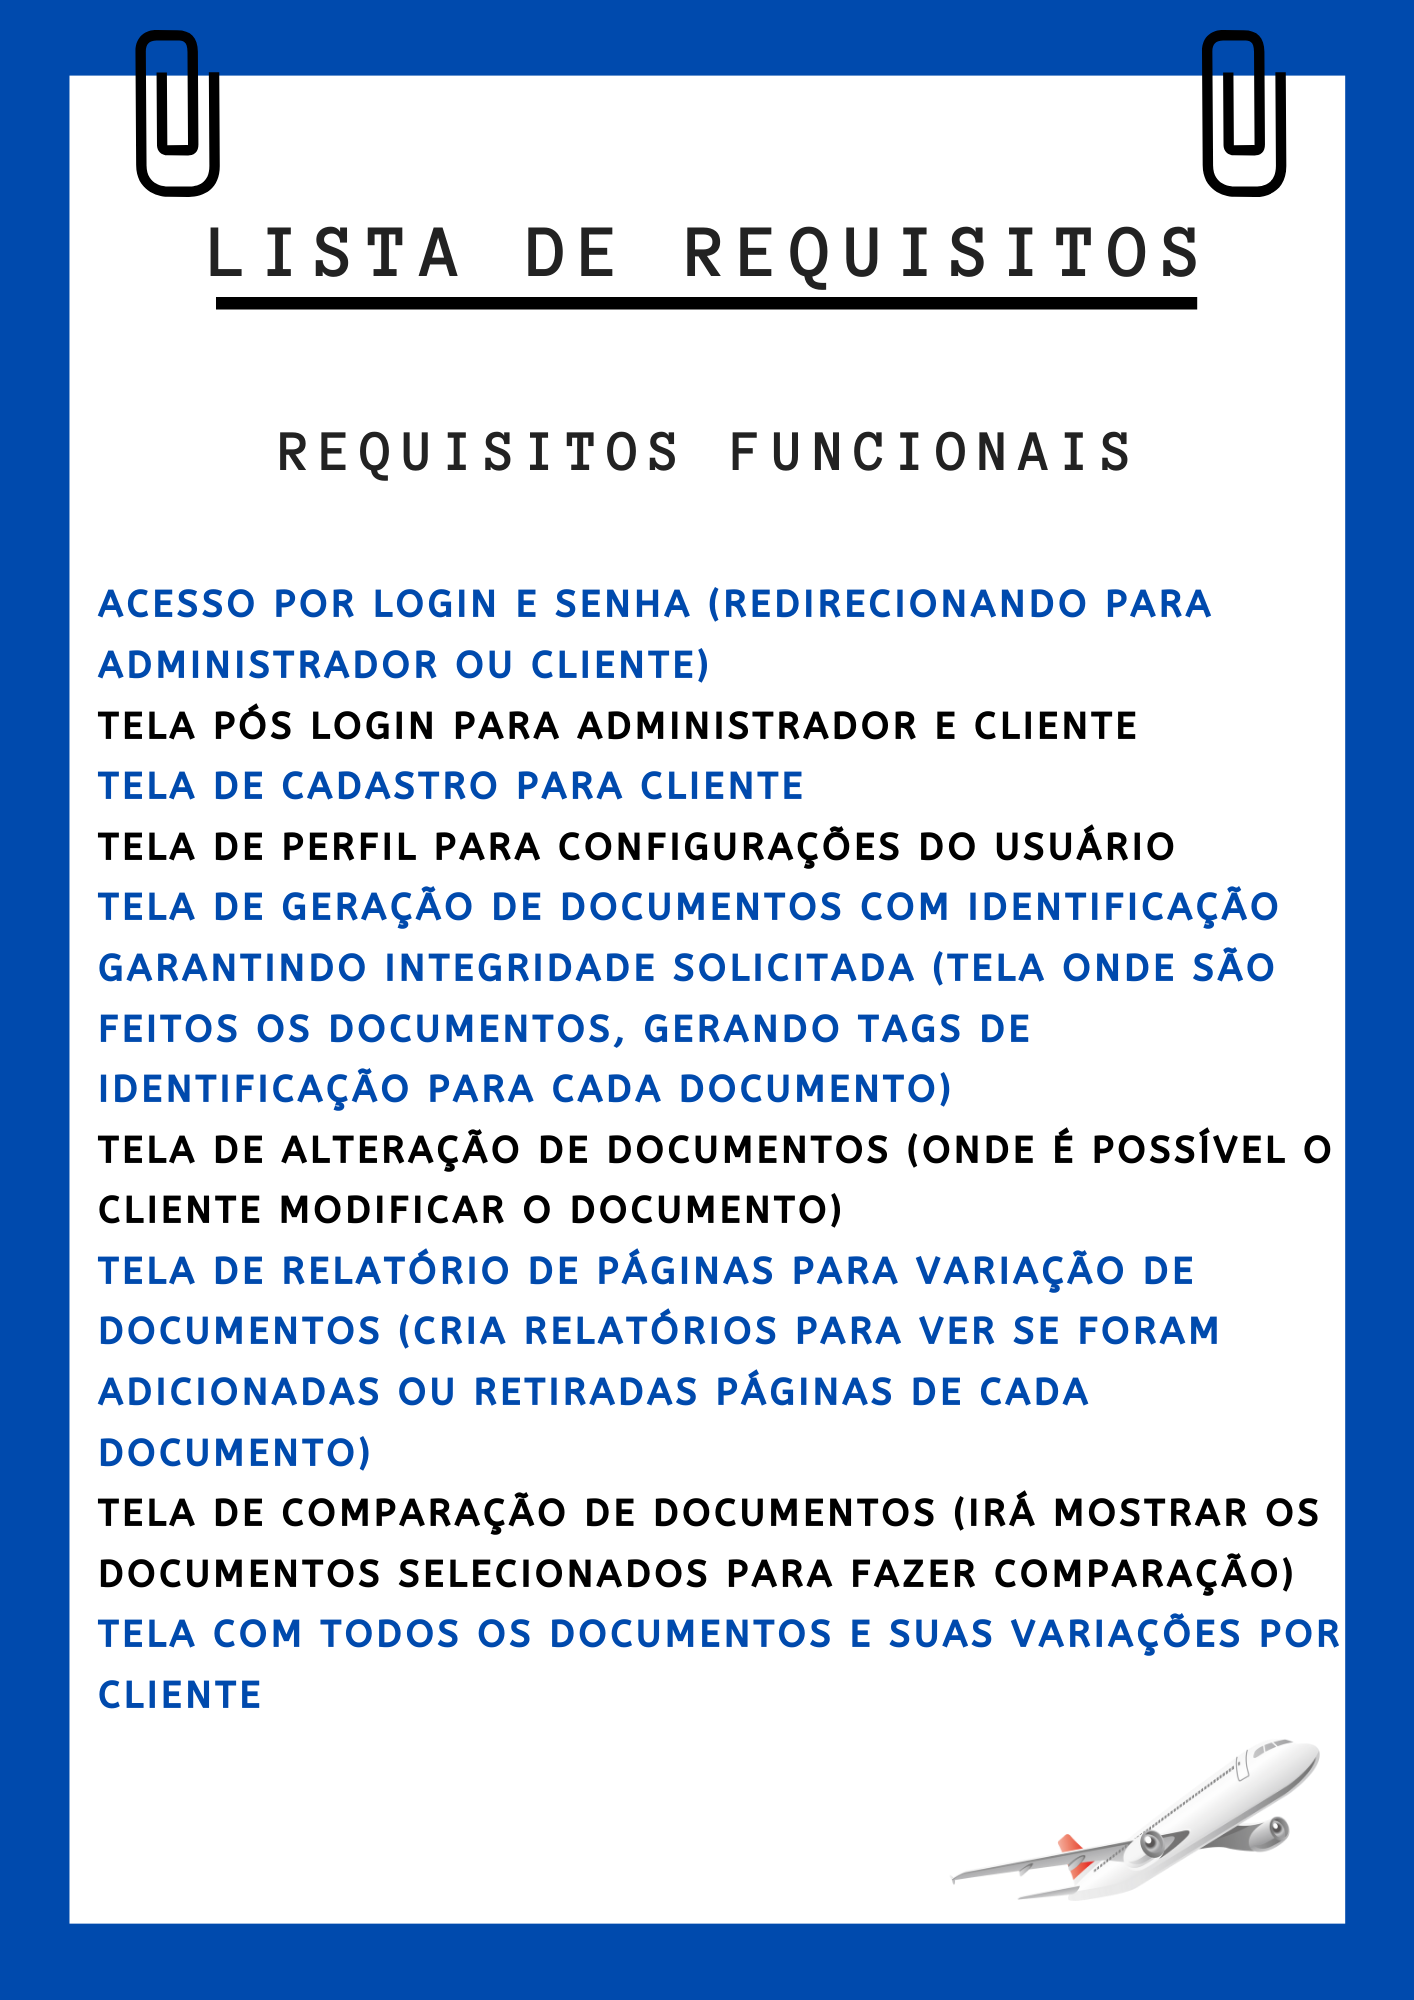 LISTA DE REQUISITOS
REQUISITOS FUNCIONAIS
ACESSO POR LOGIN E SENHA (REDIRECIONANDO PARA
ADMINISTRADOR OU CLIENTE)
TELA PÓS LOGIN PARA ADMINISTRADOR E CLIENTE
TELA DE CADASTRO PARA CLIENTE
TELA DE PERFIL PARA CONFIGURAÇÕES DO USUÁRIO
TELA DE GERAÇÃO DE DOCUMENTOS COM IDENTIFICAÇÃO
GARANTINDO INTEGRIDADE SOLICITADA (TELA ONDE SÃO
FEITOS OS DOCUMENTOS, GERANDO TAGS DE
IDENTIFICAÇÃO PARA CADA DOCUMENTO)
TELA DE ALTERAÇÃO DE DOCUMENTOS (ONDE É POSSÍVEL O
CLIENTE MODIFICAR O DOCUMENTO)
TELA DE RELATÓRIO DE PÁGINAS PARA VARIAÇÃO DE
DOCUMENTOS (CRIA RELATÓRIOS PARA VER SE FORAM
ADICIONADAS OU RETIRADAS PÁGINAS DE CADA
DOCUMENTO)
TELA DE COMPARAÇÃO DE DOCUMENTOS (IRÁ MOSTRAR OS
DOCUMENTOS SELECIONADOS PARA FAZER COMPARAÇÃO)
TELA COM TODOS OS DOCUMENTOS E SUAS VARIAÇÕES POR
CLIENTE